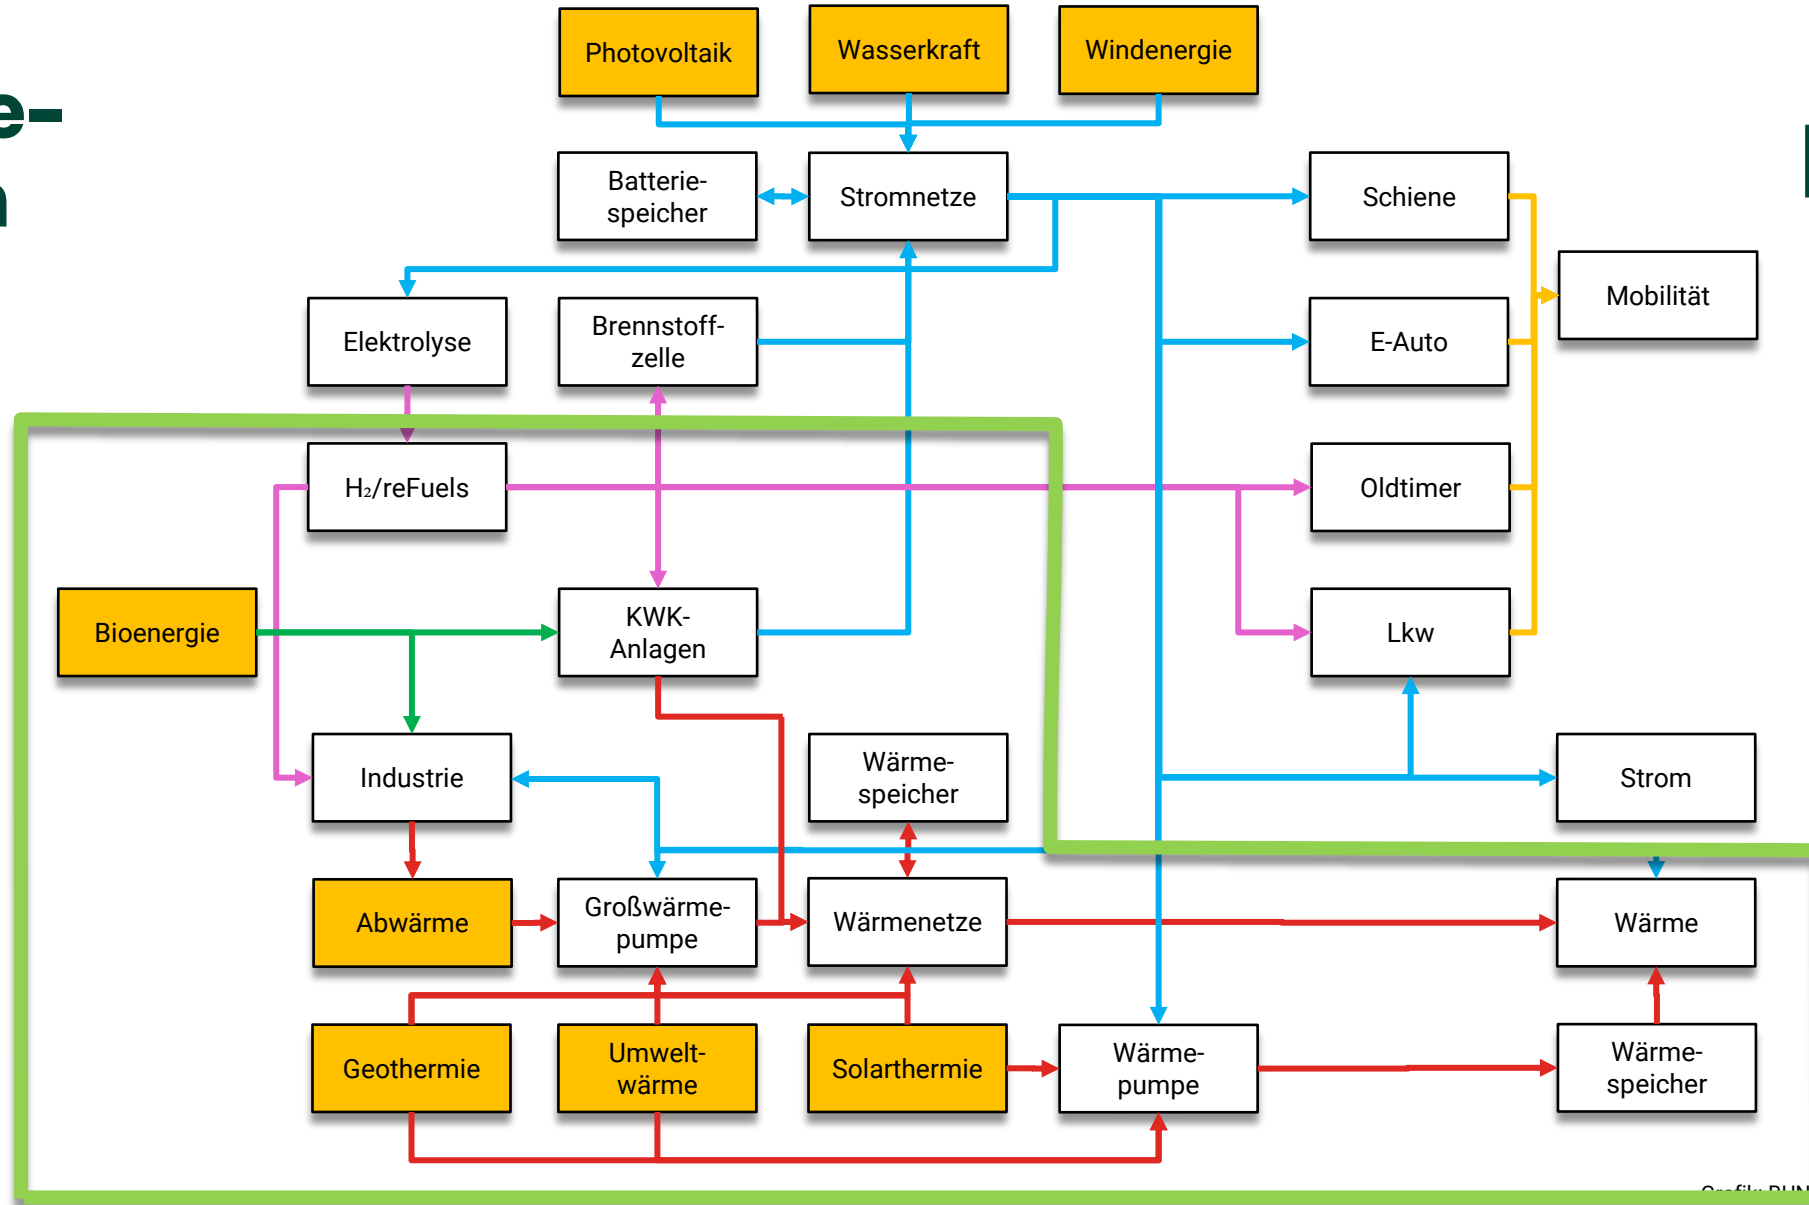 Photovoltaik
Wasserkraft
Windenergie
e-
n
Batterie-
speicher
Stromnetze
Schiene
Mobilität
Elektrolyse
Brennstoff-
zelle
E-Auto
H₂/reFuels
Oldtimer
Bioenergie
KWK-
Anlagen
Lkw
Industrie
Wärme-
speicher
Strom
Abwärme
Großwärme-
pumpe
Wärmenetze
Wärme
Geothermie
Umwelt-
wärme
Solarthermie
Wärme-
pumpe
Wärme-
speicher